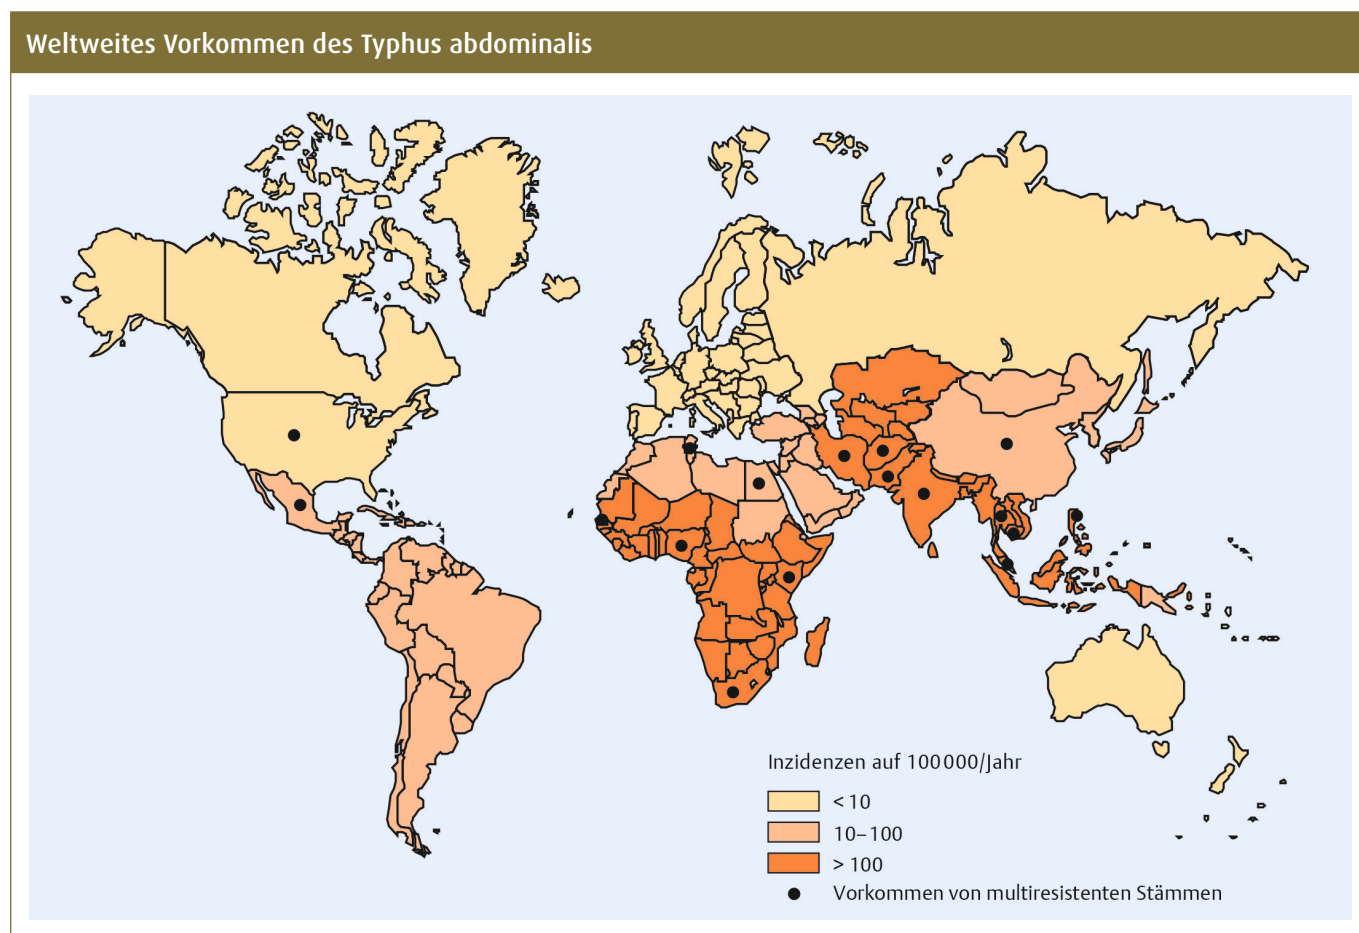 Weltweites Vorkommen des Typhus abdominalis
Inzidenzen auf 100000/Jahr
< 10
10–100
> 100
Vorkommen von multiresistenten Stämmen